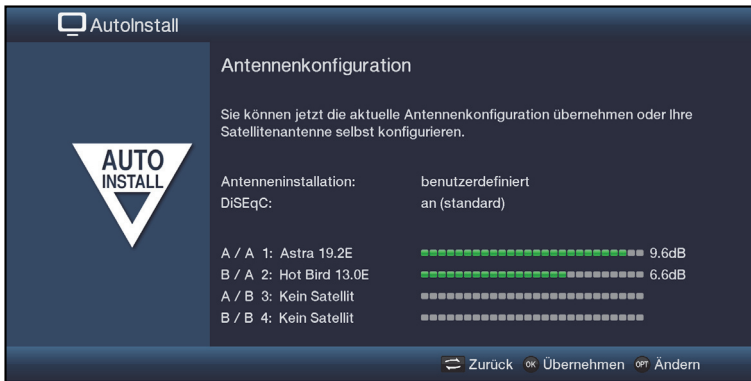 AutoInstall
Antennenkonfiguration
Sie können jetzt die aktuelle Antennenkonfiguration übernehmen oder Ihre
Satellitenantenne selbst konfigurieren.
AUTO
INSTALL
Antenneninstallation: benutzerdefiniert
DiSEqC: an (standard)
A / A 1: Astra 19.2E 9.6dB
B / A 2: Hot Bird 13.0E 6.6dB
A / B 3: Kein Satellit
B / B 4: Kein Satellit
Zurück OK Übernehmen OPT Ändern